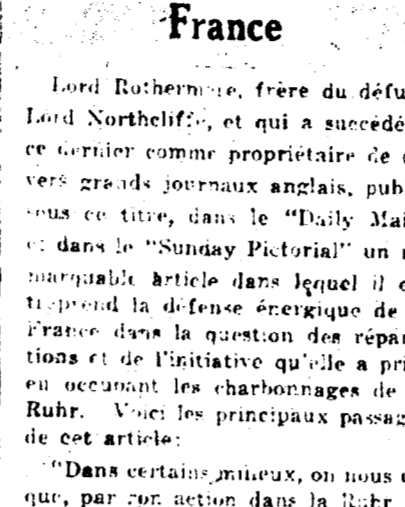 France
Lord Rothermere, frère du défu
Lord Northcliffe, et qui a succédé
ce dernier comme propriétaire de
vers grands journaux anglais, pub
sous ce titre, dans le "Daily Mai
et dans le "Sunday Pictorial" un
marquable article dans lequel il
treprend la défense énergique de
France dans la question des répar
tions et de l'initiative qu'elle a pri
en occupant les charbonnages de
Ruhr. Voici les principaux passag
de cet article:
"Dans certains milieux, on nous
que, par son action dans la Ruhr